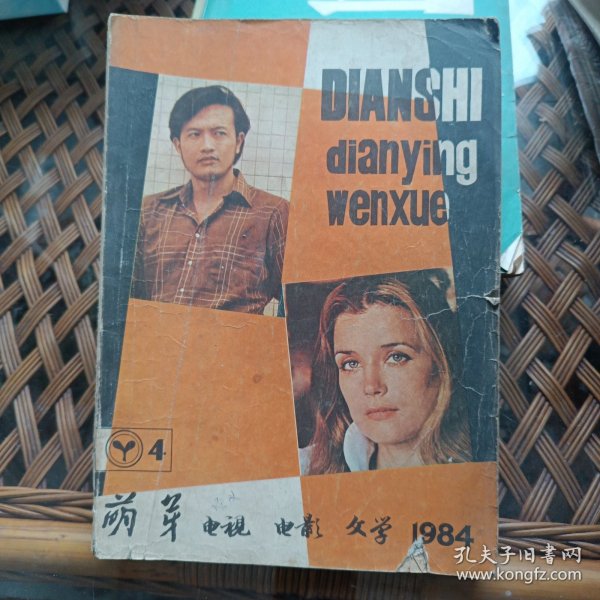 DIANSHI
dianying
wenxue
4
萌芽 电视 电影 文学 1984
孔夫子旧书网
www.kongfz.com